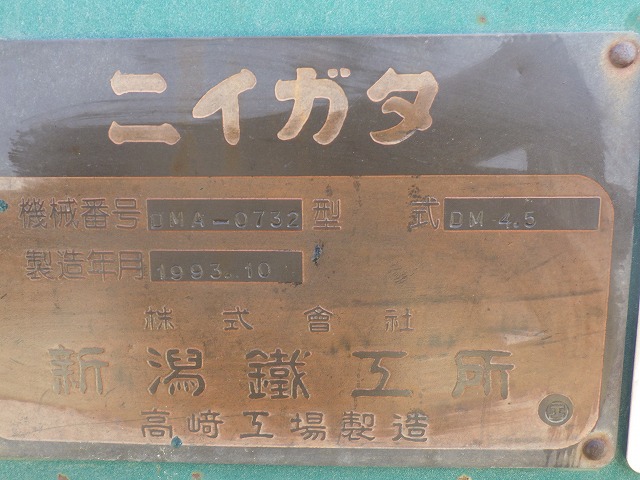 ニイガタ
機械番号 DMA-0732 型式 DM-4.5
製造年月 1993.10
株式會社
新潟鐵工所
高崎工場製造